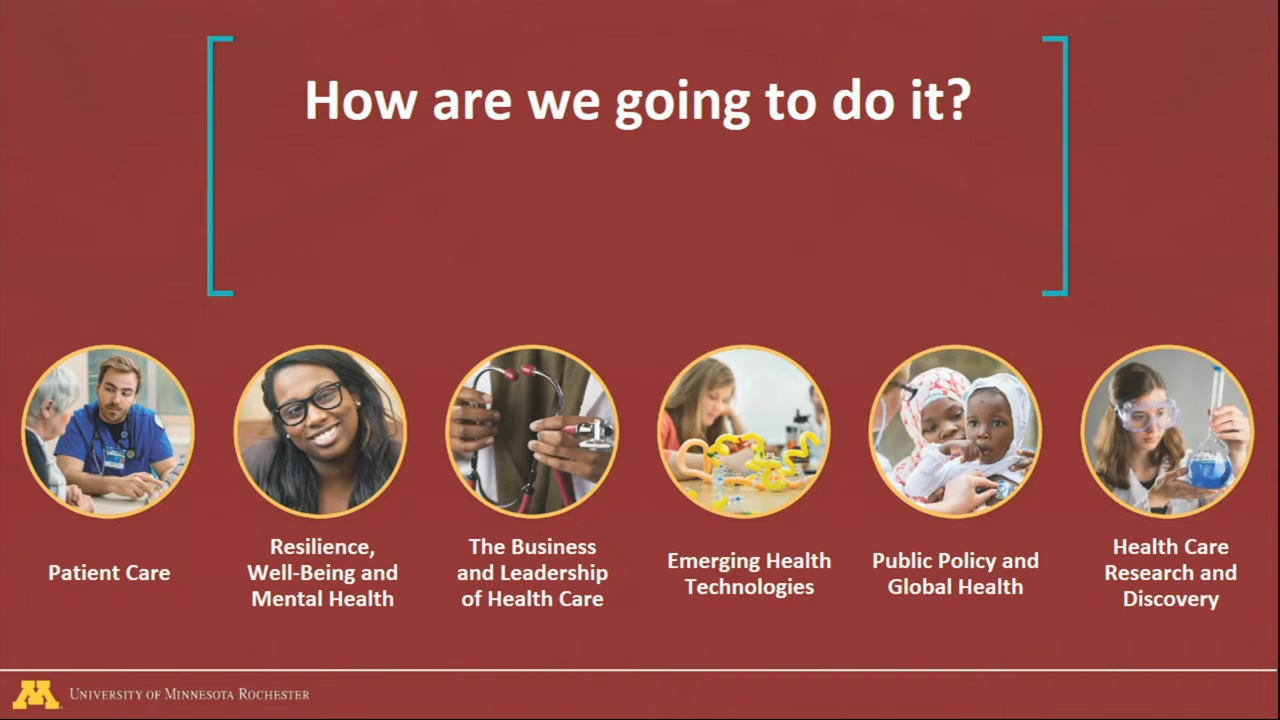 How are we going to do it?
Patient Care
Resilience,
Well-Being and
Mental Health
The Business
and Leadership
of Health Care
Emerging Health
Technologies
Public Policy and
Global Health
Health Care
Research and
Discovery
M
UNIVERSITY OF MINNESOTA ROCHESTER